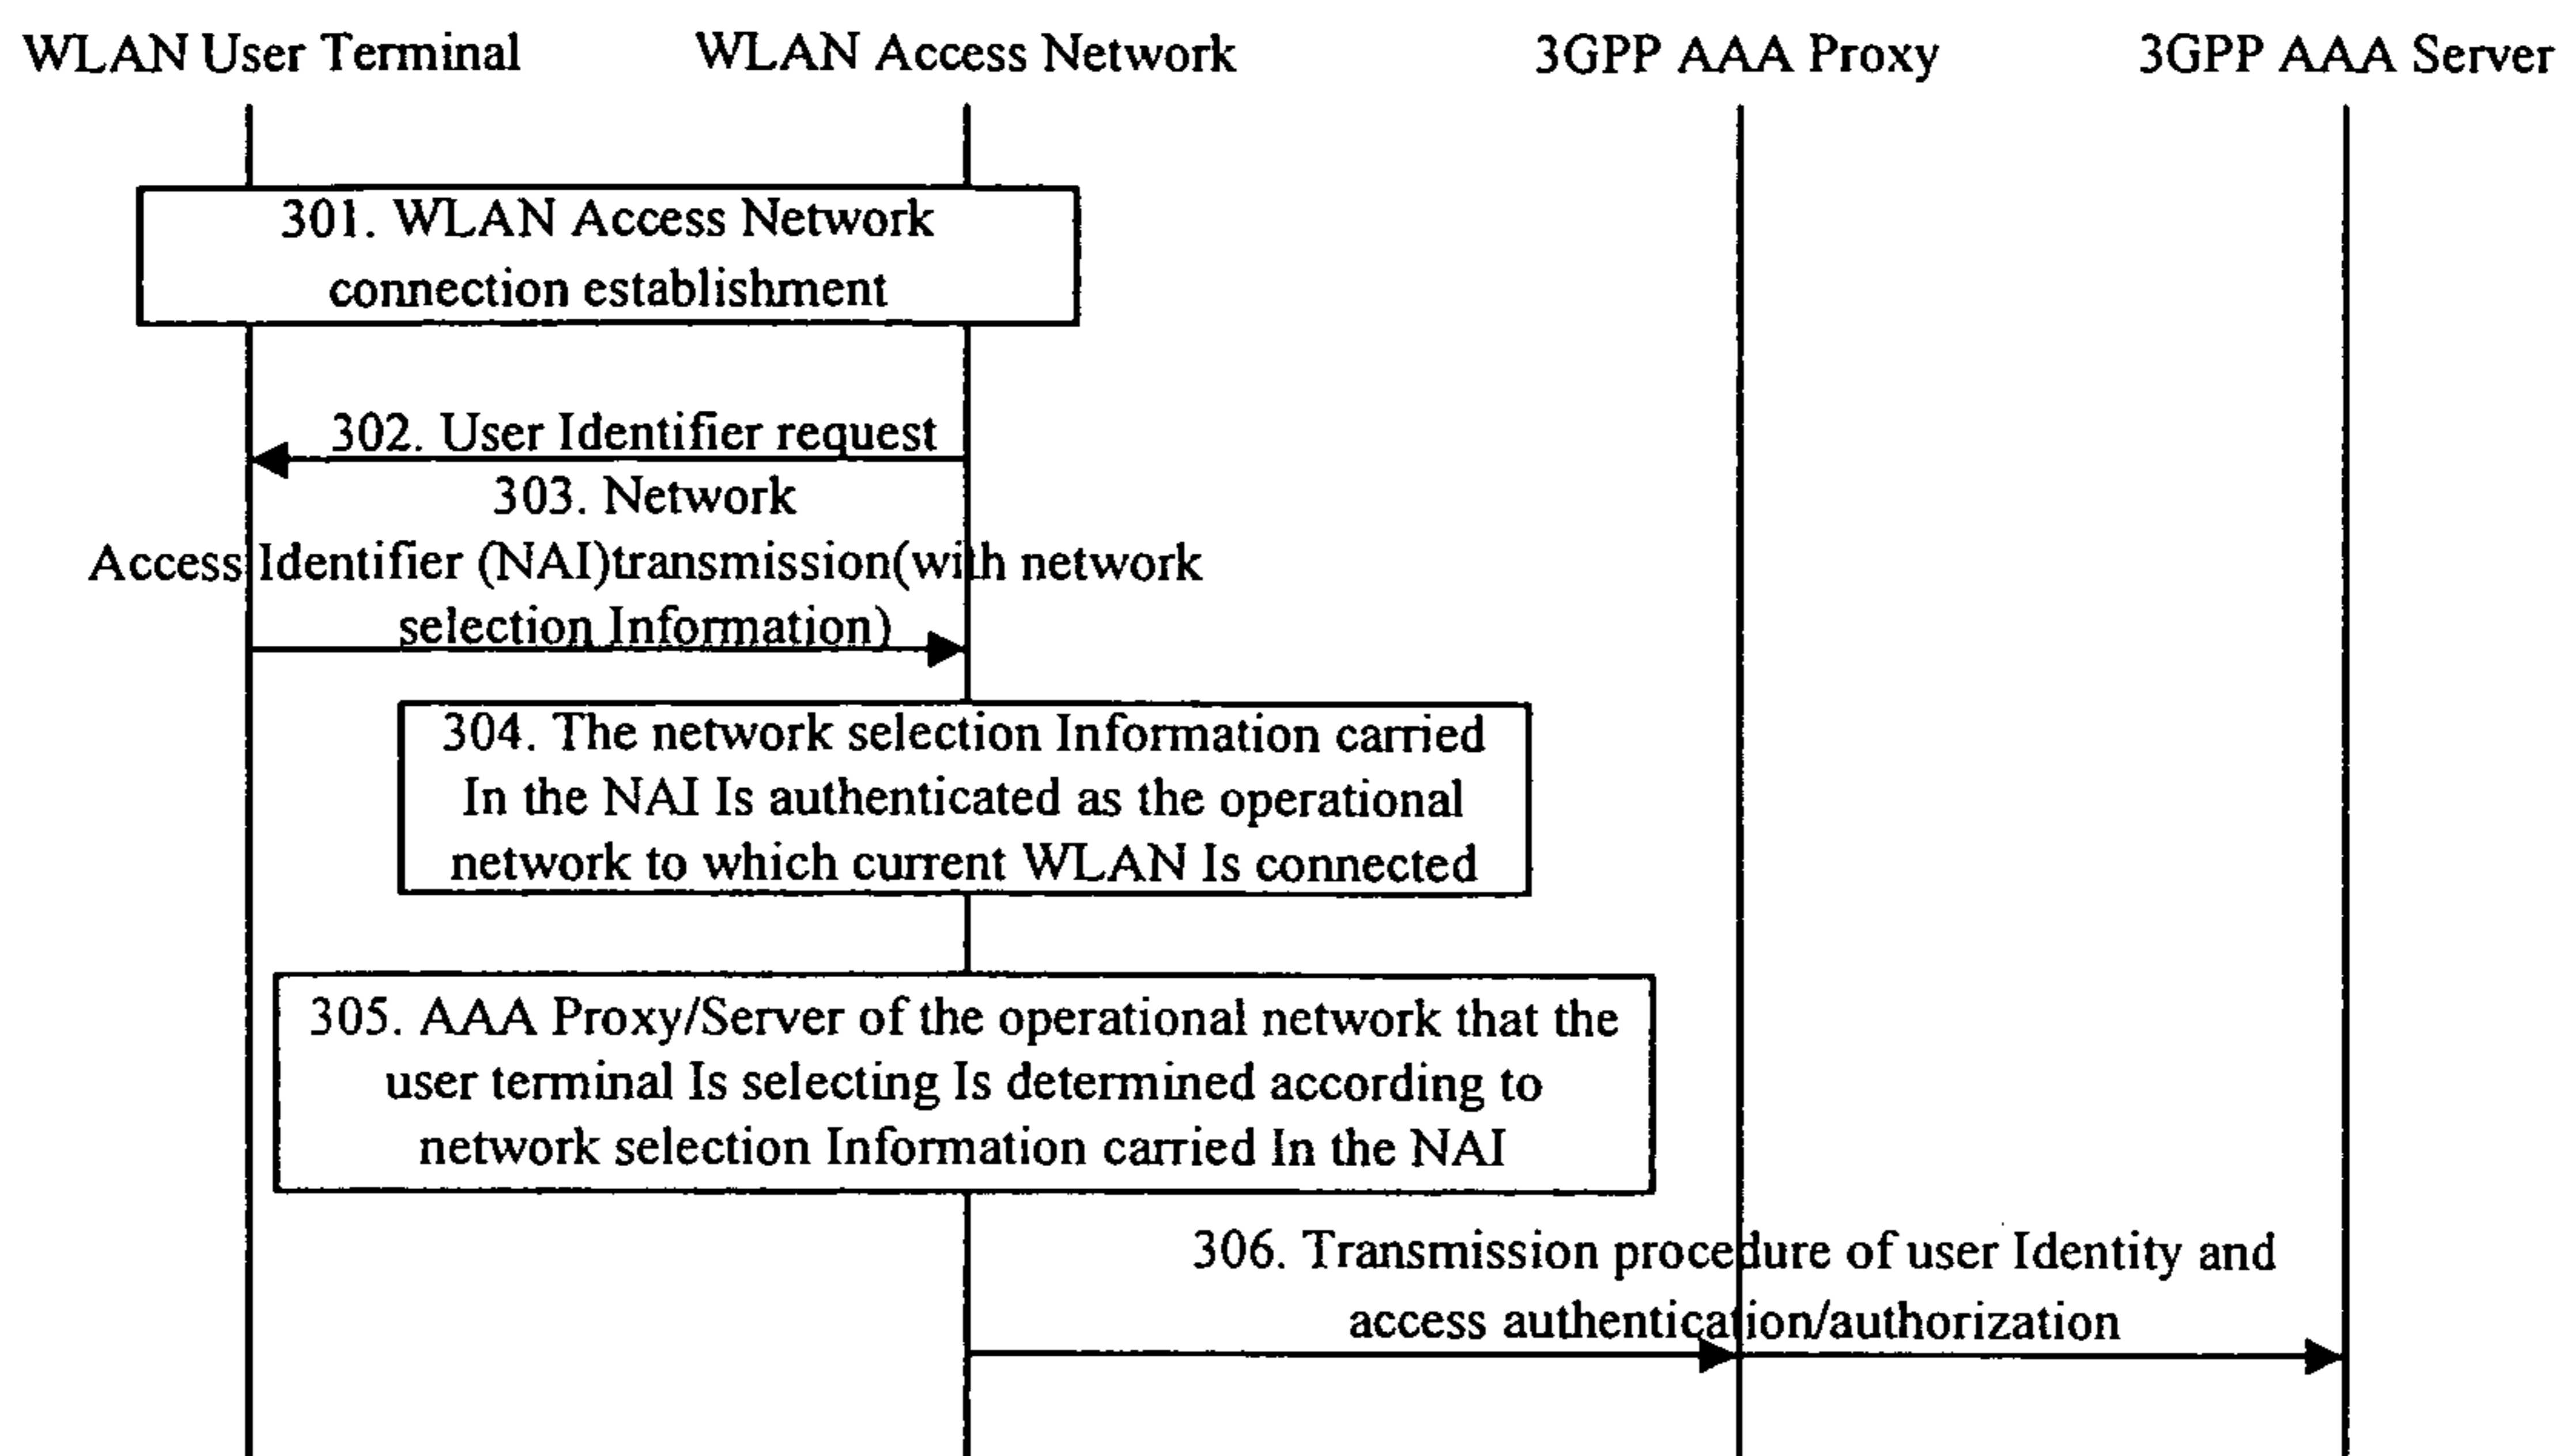 WLAN User Terminal
WLAN Access Network
3GPP AAA Proxy
3GPP AAA Server
301. WLAN Access Network
connection establishment
302. User Identifier request
303. Network
Access Identifier (NAI)transmission(with network
selection Information)
304. The network selection Information carried
In the NAI Is authenticated as the operational
network to which current WLAN Is connected
305. AAA Proxy/Server of the operational network that the
user terminal Is selecting Is determined according to
network selection Information carried In the NAI
306. Transmission procedure of user Identity and
access authentication/authorization